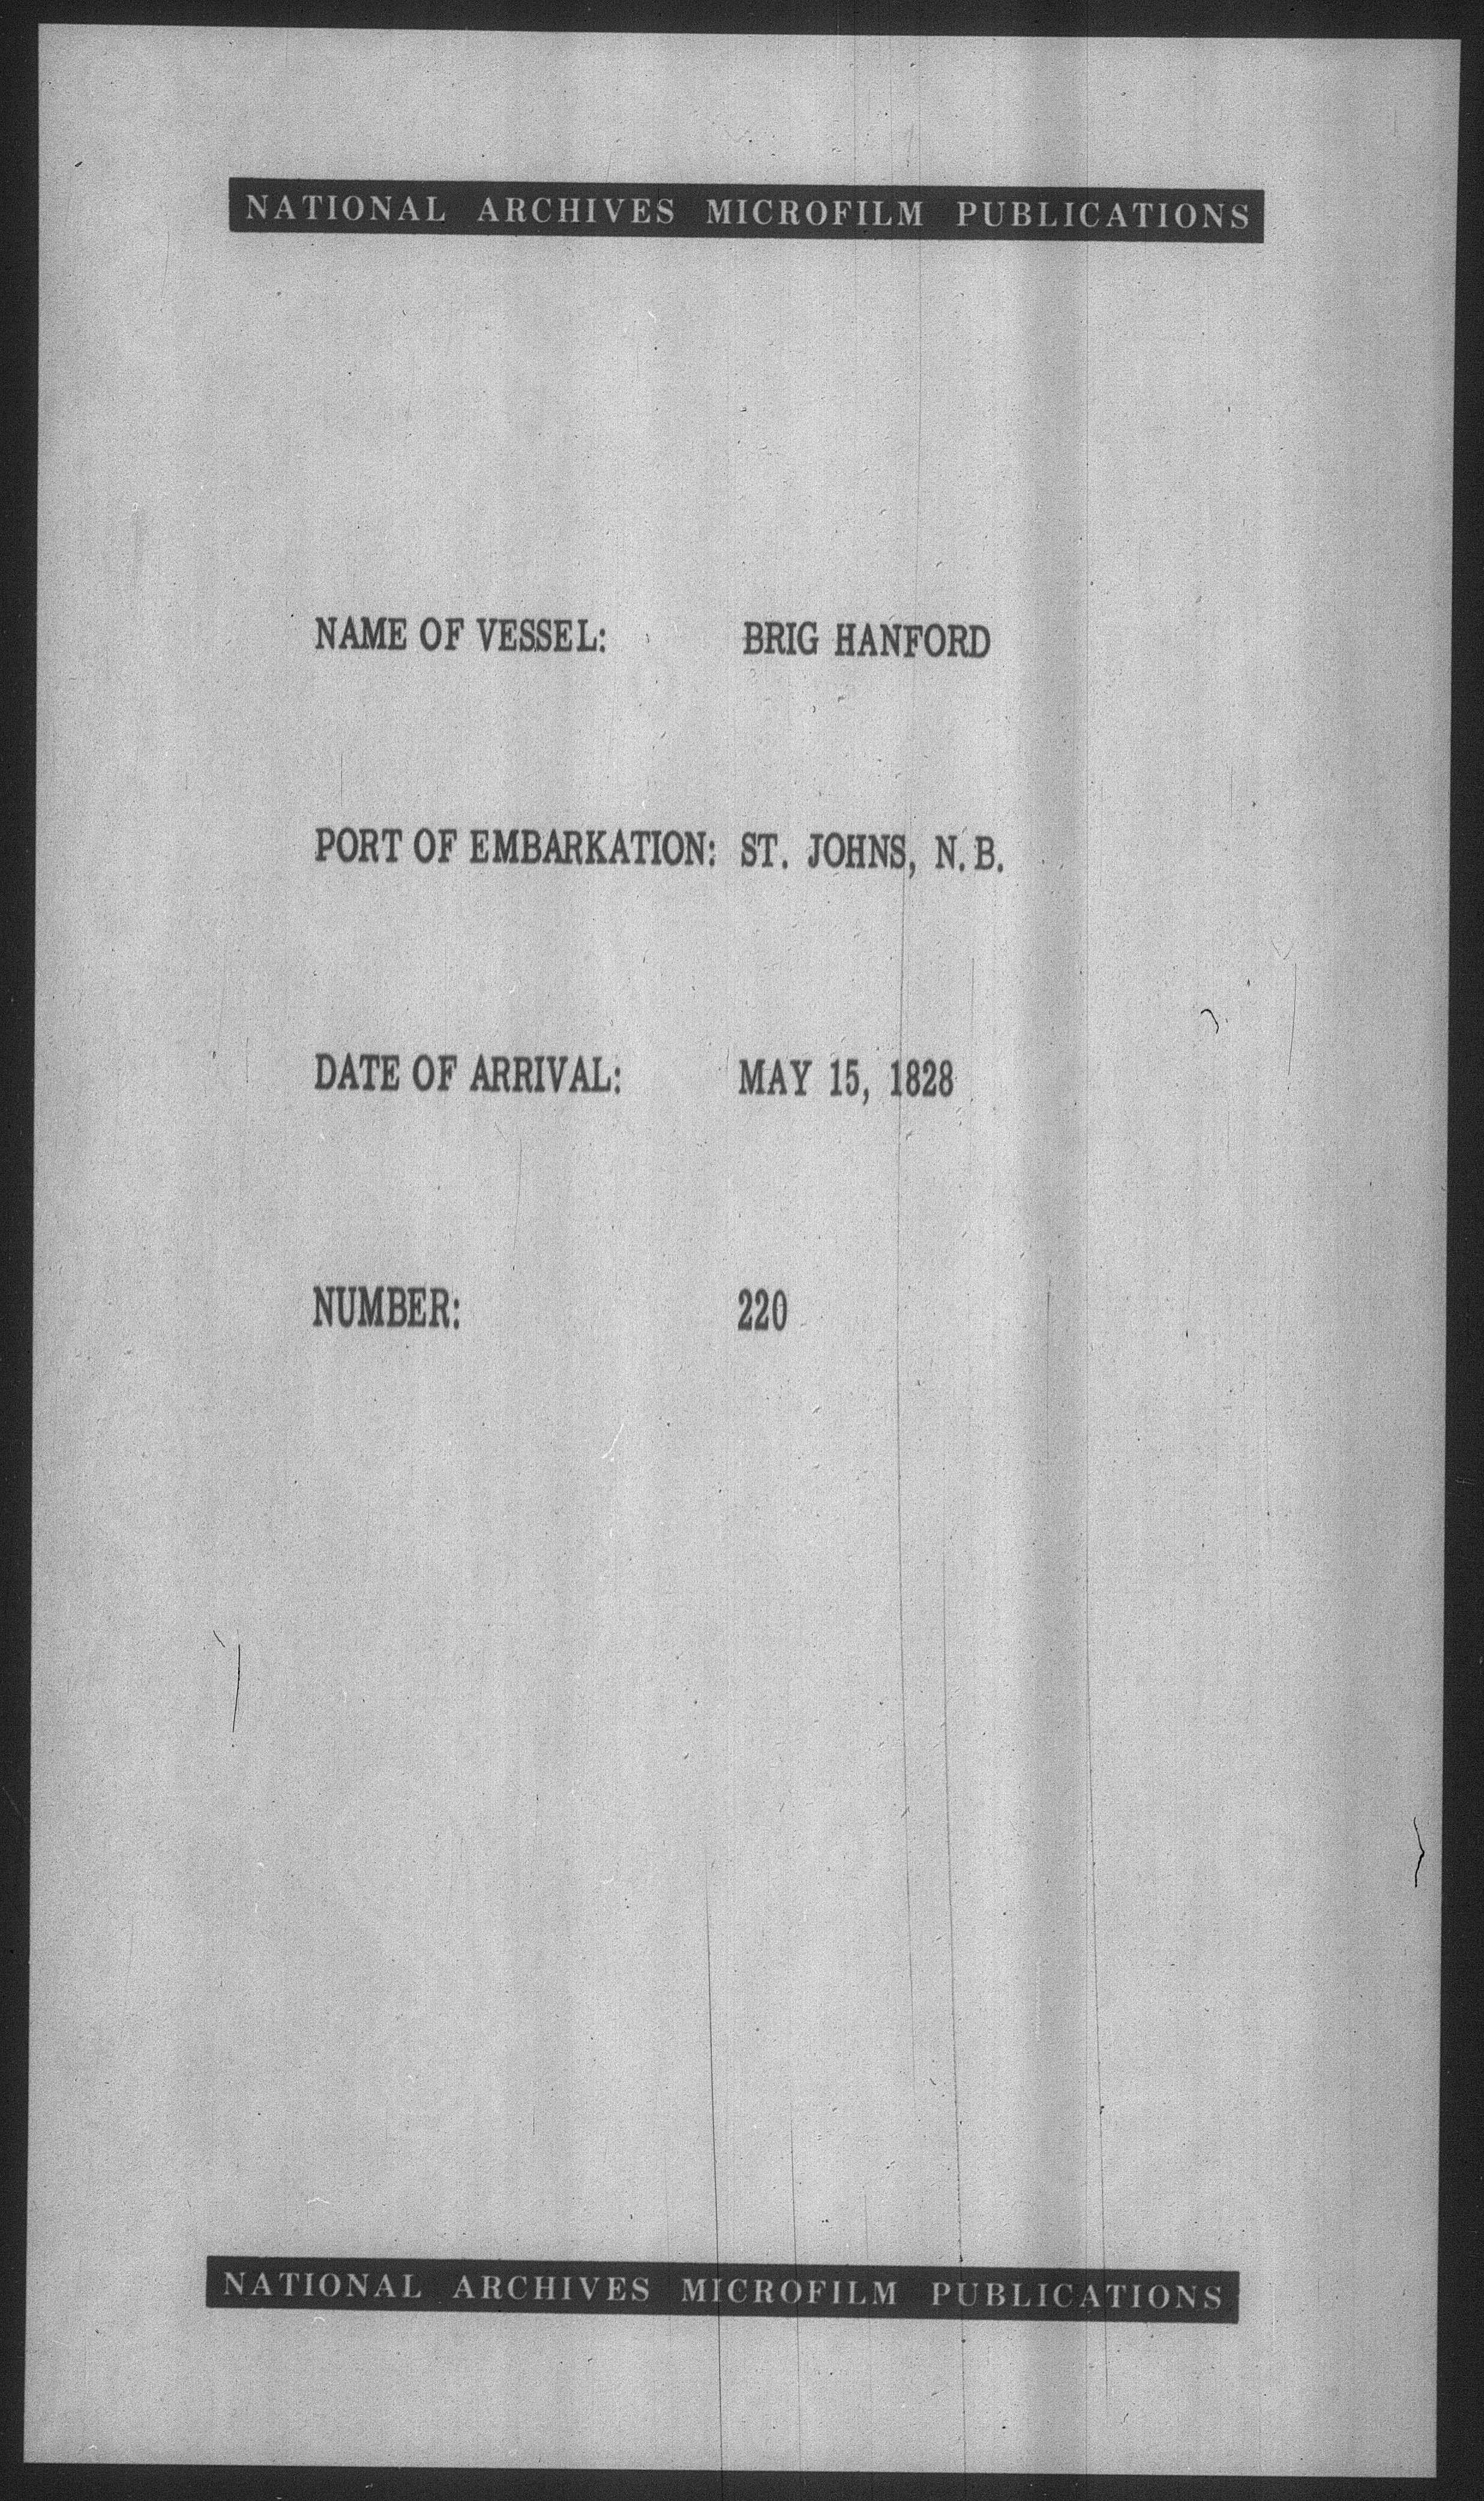 NATIONAL ARCHIVES MICROFILM PUBLICATIONS
NAME OF VESSEL: BRIG HANFORD
PORT OF EMBARKATION: ST. JOHNS, N.B.
DATE OF ARRIVAL: MAY 15, 1828
NUMBER: 220
NATIONAL ARCHIVES MICROFILM PUBLICATIONS